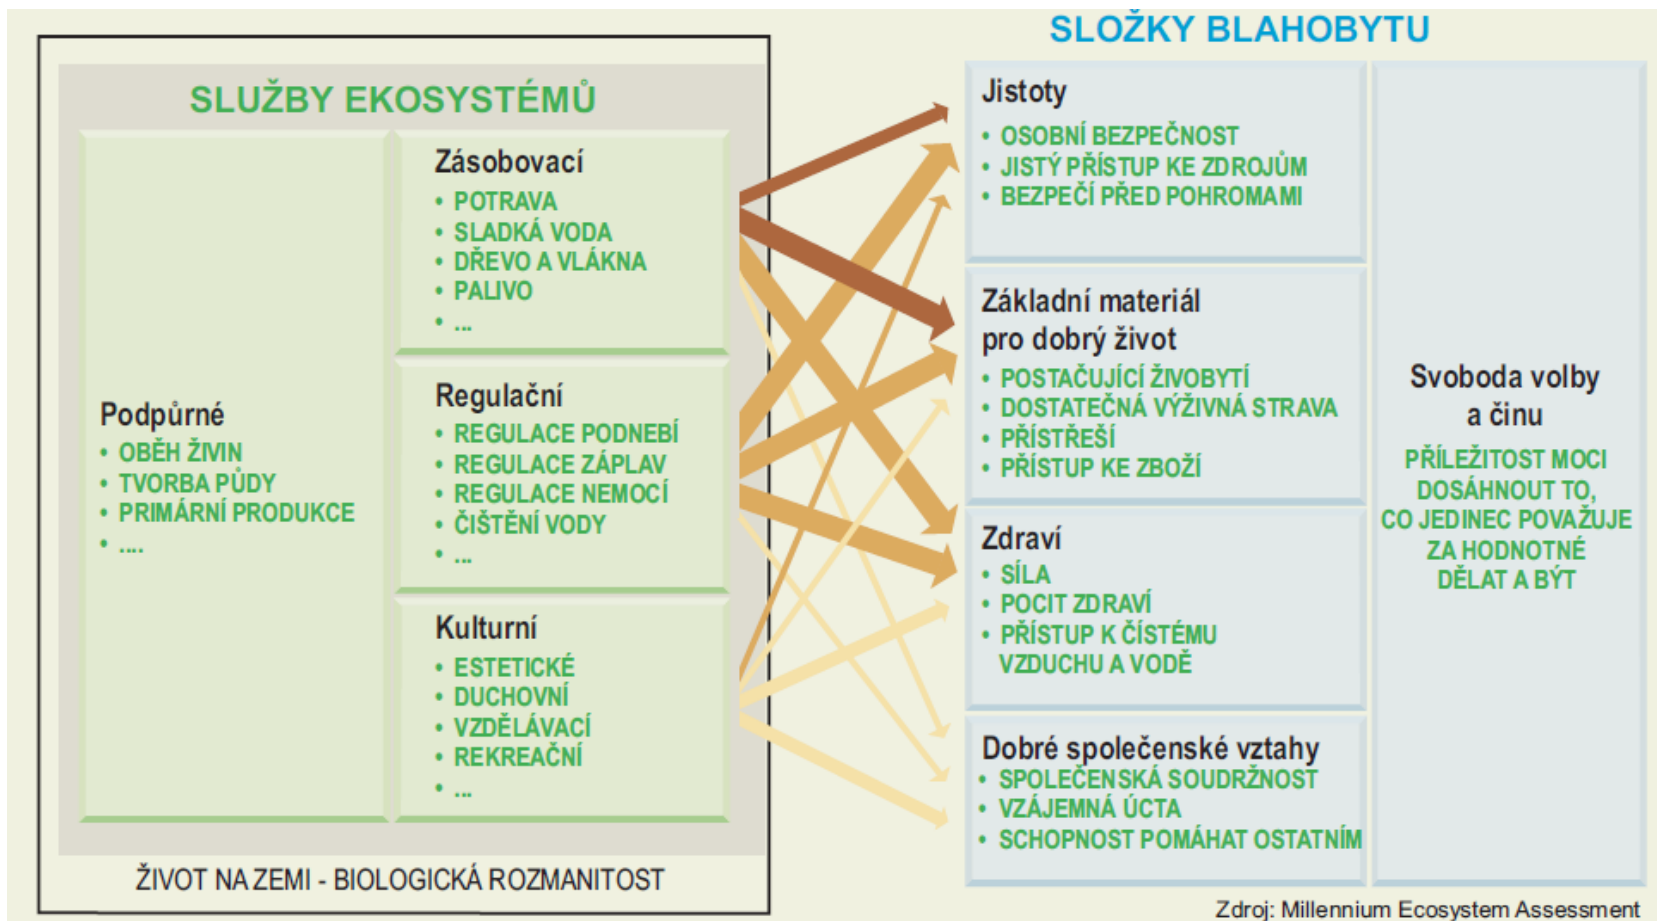 SLUŽBY EKOSYSTÉMŮ
Podpůrné
• OBĚH ŽIVIN
• TVORBA PŮDY
• PRIMÁRNÍ PRODUKCE
• ....
Zásobovací
• POTRAVA
• SLADKÁ VODA
• DŘEVO A VLÁKNA
• PALIVO
• ...
Regulační
• REGULACE PODNEBÍ
• REGULACE ZÁPLAV
• REGULACE NEMOCÍ
• ČIŠTĚNÍ VODY
• ...
Kulturní
• ESTETICKÉ
• DUCHOVNÍ
• VZDĚLÁVACÍ
• REKREAČNÍ
• ...
ŽIVOT NA ZEMI - BIOLOGICKÁ ROZMANITOST
SLOŽKY BLAHOBYTU
Jistoty
• OSOBNÍ BEZPEČNOST
• JISTÝ PŘÍSTUP KE ZDROJŮM
• BEZPEČÍ PŘED POHROMAMI
Základní materiál
pro dobrý život
• POSTAČUJÍCÍ ŽIVOBYTÍ
• DOSTATEČNÁ VÝŽIVNÁ STRAVA
• PŘÍSTŘEŠÍ
• PŘÍSTUP KE ZBOŽÍ
Zdraví
• SÍLA
• POCIT ZDRAVÍ
• PŘÍSTUP K ČÍSTÉMU
VZDUCHU A VODĚ
Dobré společenské vztahy
• SPOLEČENSKÁ SOUDRŽNOST
• VZÁJEMNÁ ÚCTA
• SCHOPNOST POMÁHAT OSTATNÍM
Svoboda volby
a činu
PŘÍLEŽITOST MOCI
DOSÁHNOUT TO,
CO JEDINEC POVAŽUJE
ZA HODNOTNÉ
DĚLAT A BÝT
Zdroj: Millennium Ecosystem Assessment